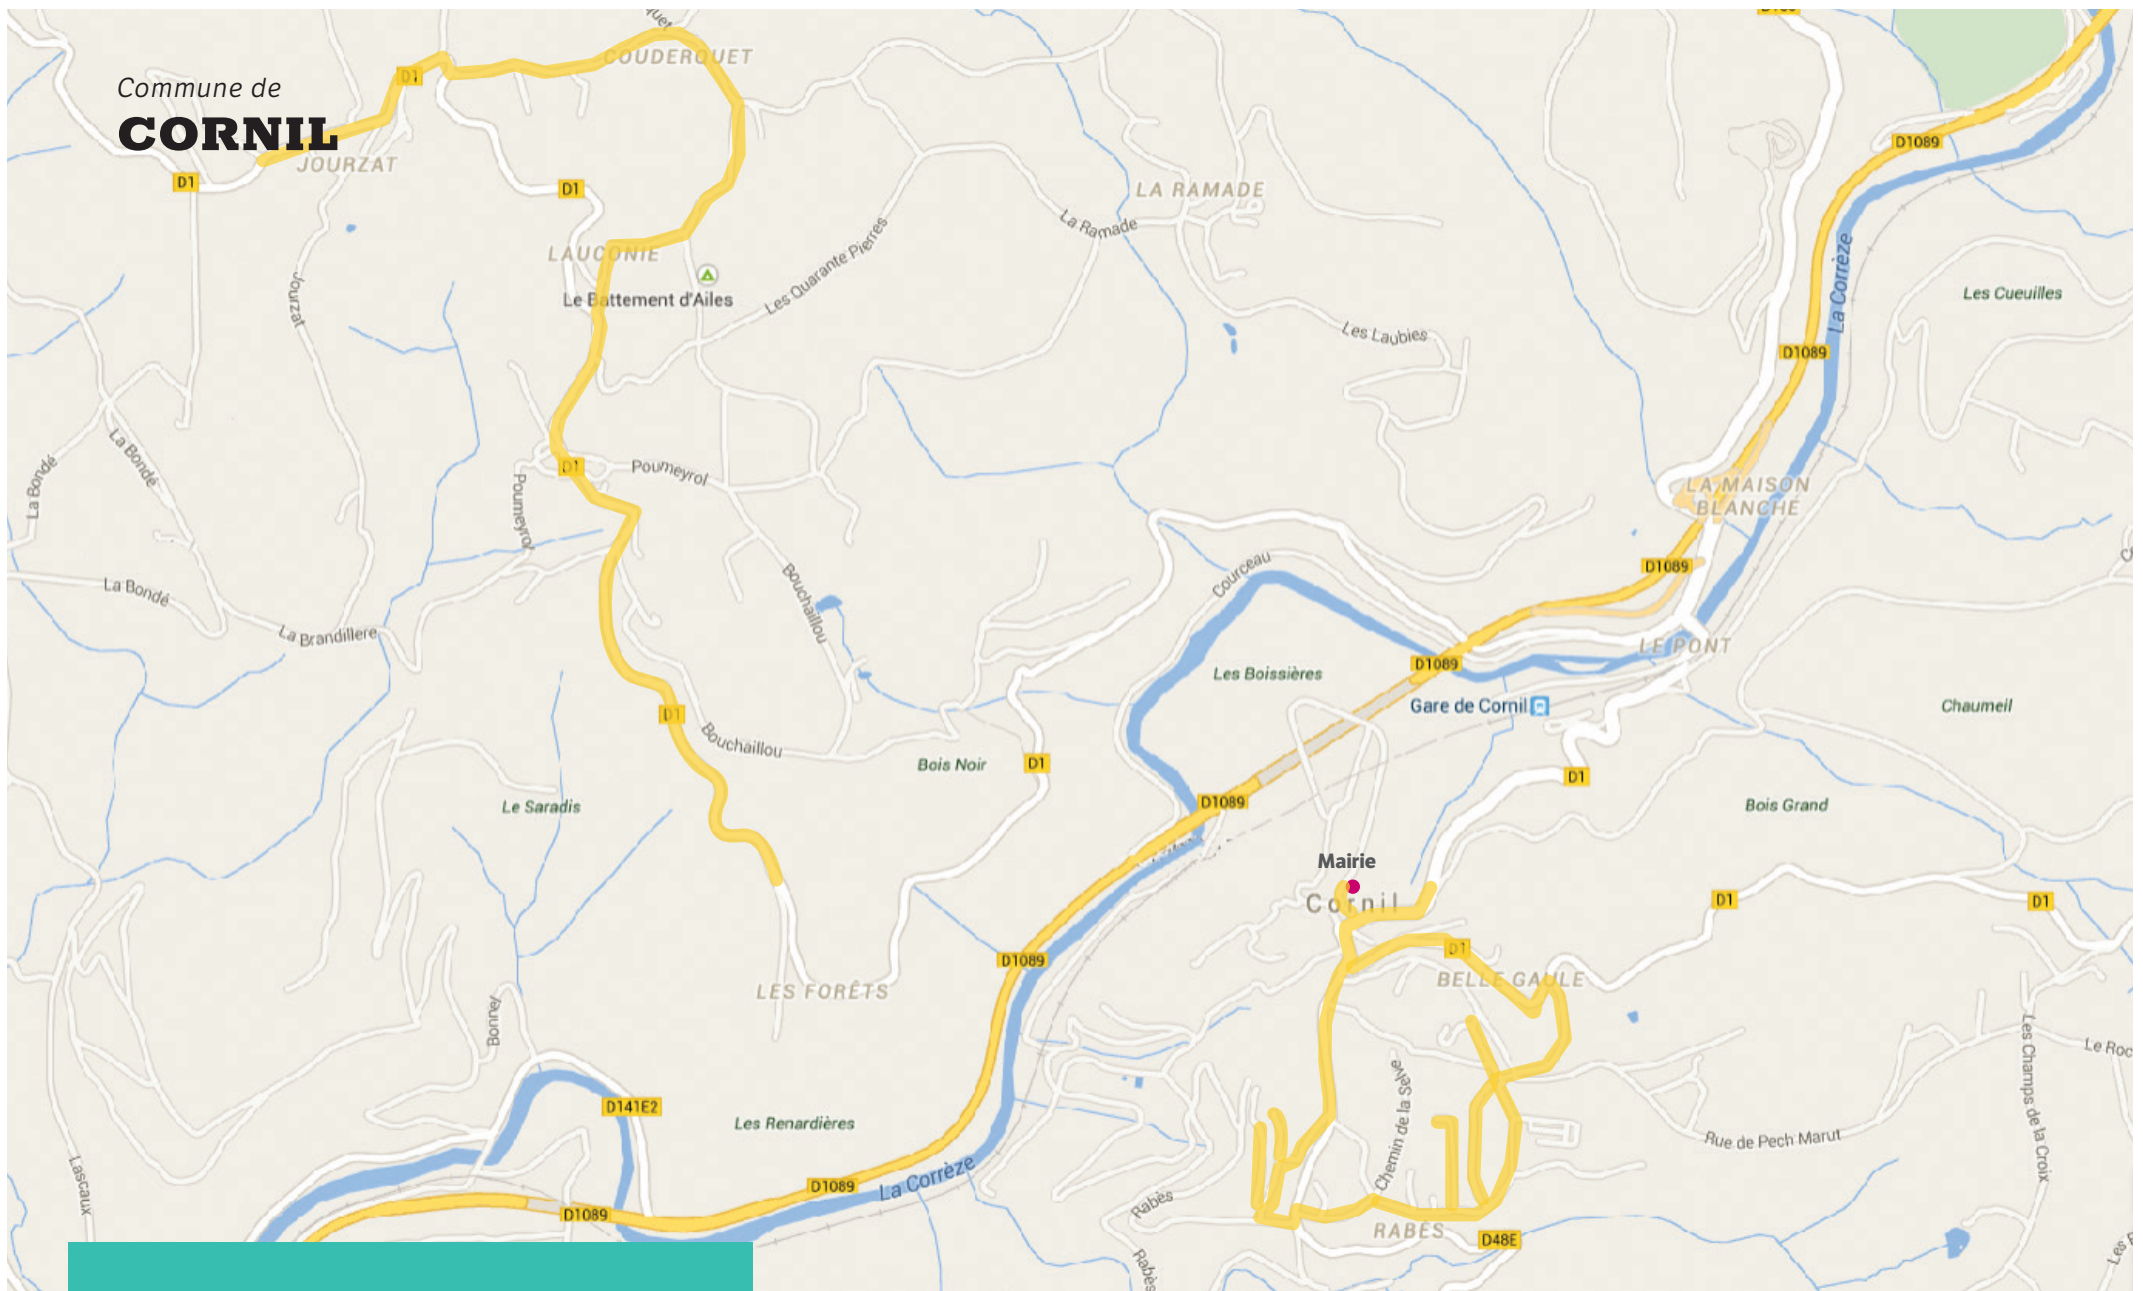 Commune de
CORNIL
COUDERQUET
D1
JOURZAT
D1
D1
LAUCONIE
Le Battement d'Ailes
Les Quarante Pierres
La Ramade
LA RAMADE
D1089
La Corrèze
Les Cueuilles
Jourzat
Les Laubies
D1089
La Bondé
La Bondé
D1
Poumeyrol
Poumeyrol
LA MAISON
BLANCHE
D1089
Courceau
La Bondé
La Brandillere
Bouchaillou
LE PONT
D1089
Les Boissières
Gare de Cornil
Chaumeil
D1
Bouchaillou
Bois Noir
D1
D1
Le Saradis
D1089
Bois Grand
Mairie
Cornil
D1
D1
D1
BELLE GAULE
D1089
LES FORÊTS
Bonnel
Les Champs de la Croix
Le Roc
D141E2
Les Renardières
Chemin de la Selve
Rue de Pech Marut
Lascaux
D1089
La Corrèze
Rabès
D1089
RABÈS
D48E
Rabès